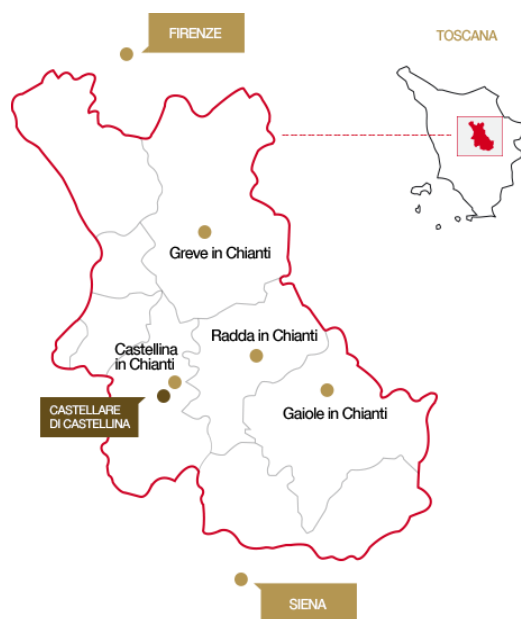 FIRENZE
TOSCANA
Greve in Chianti
Radda in Chianti
Castellina
in Chianti
Gaiole in Chianti
CASTELLARE
DI CASTELLINA
SIENA